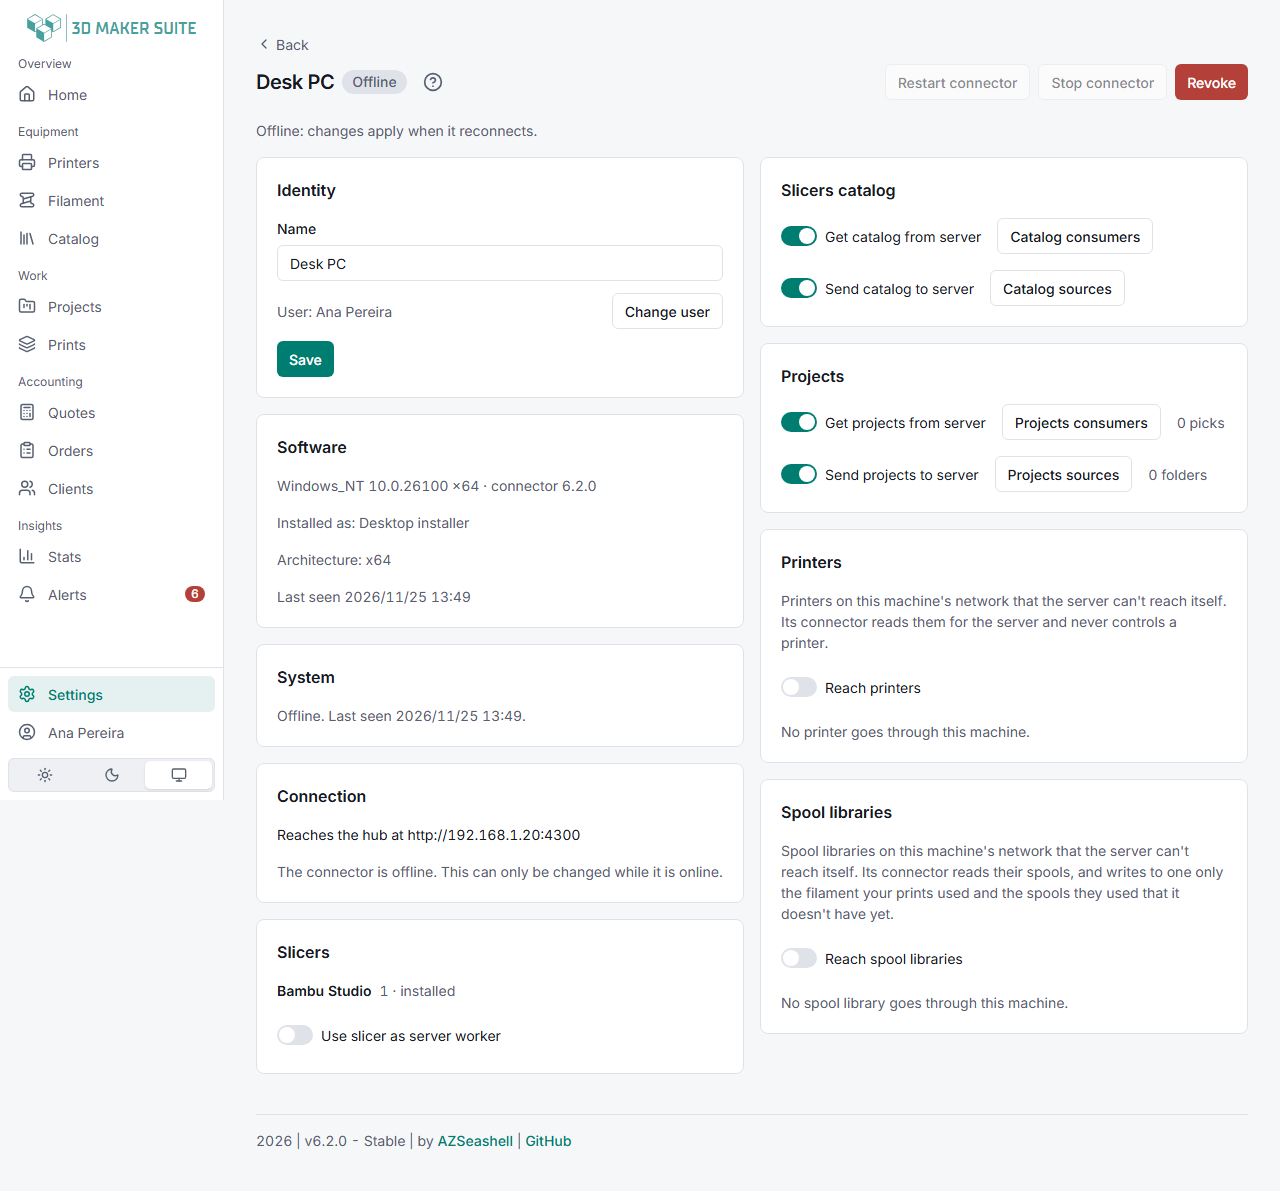 3D MAKER SUITE
Overview
Home
Equipment
Printers
Filament
Catalog
Work
Projects
Prints
Accounting
Quotes
Orders
Clients
Insights
Stats
Alerts 6
Settings
Ana Pereira
Back
Desk PC Offline
Restart connector Stop connector Revoke
Offline: changes apply when it reconnects.
Identity
Name
Desk PC
User: Ana Pereira Change user
Save
Software
Windows_NT 10.0.26100 ×64 · connector 6.2.0
Installed as: Desktop installer
Architecture: x64
Last seen 2026/11/25 13:49
System
Offline. Last seen 2026/11/25 13:49.
Connection
Reaches the hub at http://192.168.1.20:4300
The connector is offline. This can only be changed while it is online.
Slicers
Bambu Studio 1 · installed
Use slicer as server worker
Slicers catalog
Get catalog from server Catalog consumers
Send catalog to server Catalog sources
Projects
Get projects from server Projects consumers 0 picks
Send projects to server Projects sources 0 folders
Printers
Printers on this machine's network that the server can't reach itself.
Its connector reads them for the server and never controls a
printer.
Reach printers
No printer goes through this machine.
Spool libraries
Spool libraries on this machine's network that the server can't
reach itself. Its connector reads their spools, and writes to one only
the filament your prints used and the spools they used that it
doesn't have yet.
Reach spool libraries
No spool library goes through this machine.
2026 | v6.2.0 - Stable | by AZSeashell | GitHub